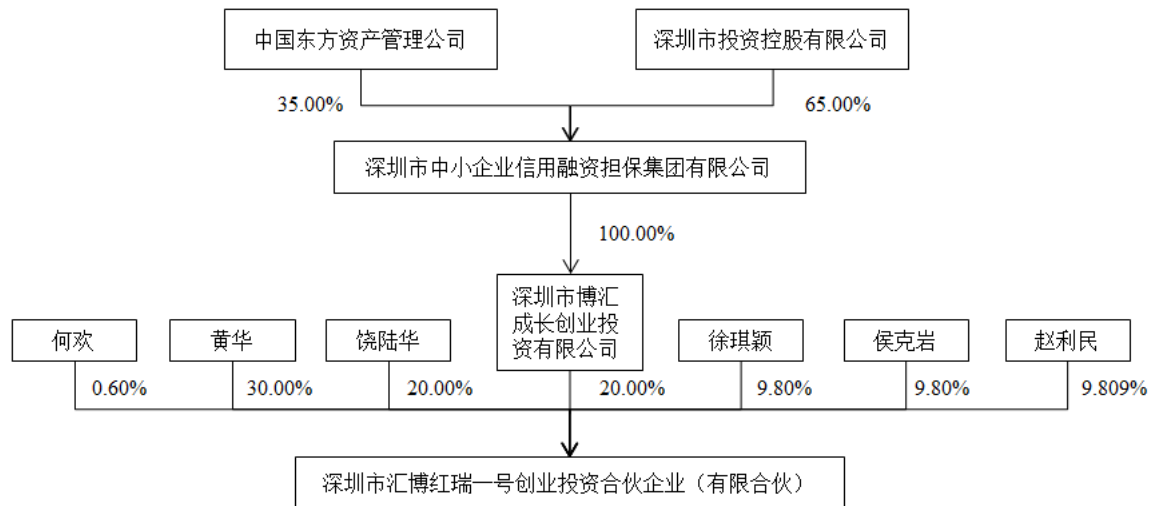 中国东方资产管理公司
深圳市投资控股有限公司
35.00%
65.00%
深圳市中小企业信用融资担保集团有限公司
100.00%
深圳市博汇
成长创业投
资有限公司
何欢
黄华
饶陆华
徐琪颖
侯克岩
赵利民
0.60%
30.00%
20.00%
20.00%
9.80%
9.80%
9.809%
深圳市汇博红瑞一号创业投资合伙企业（有限合伙）